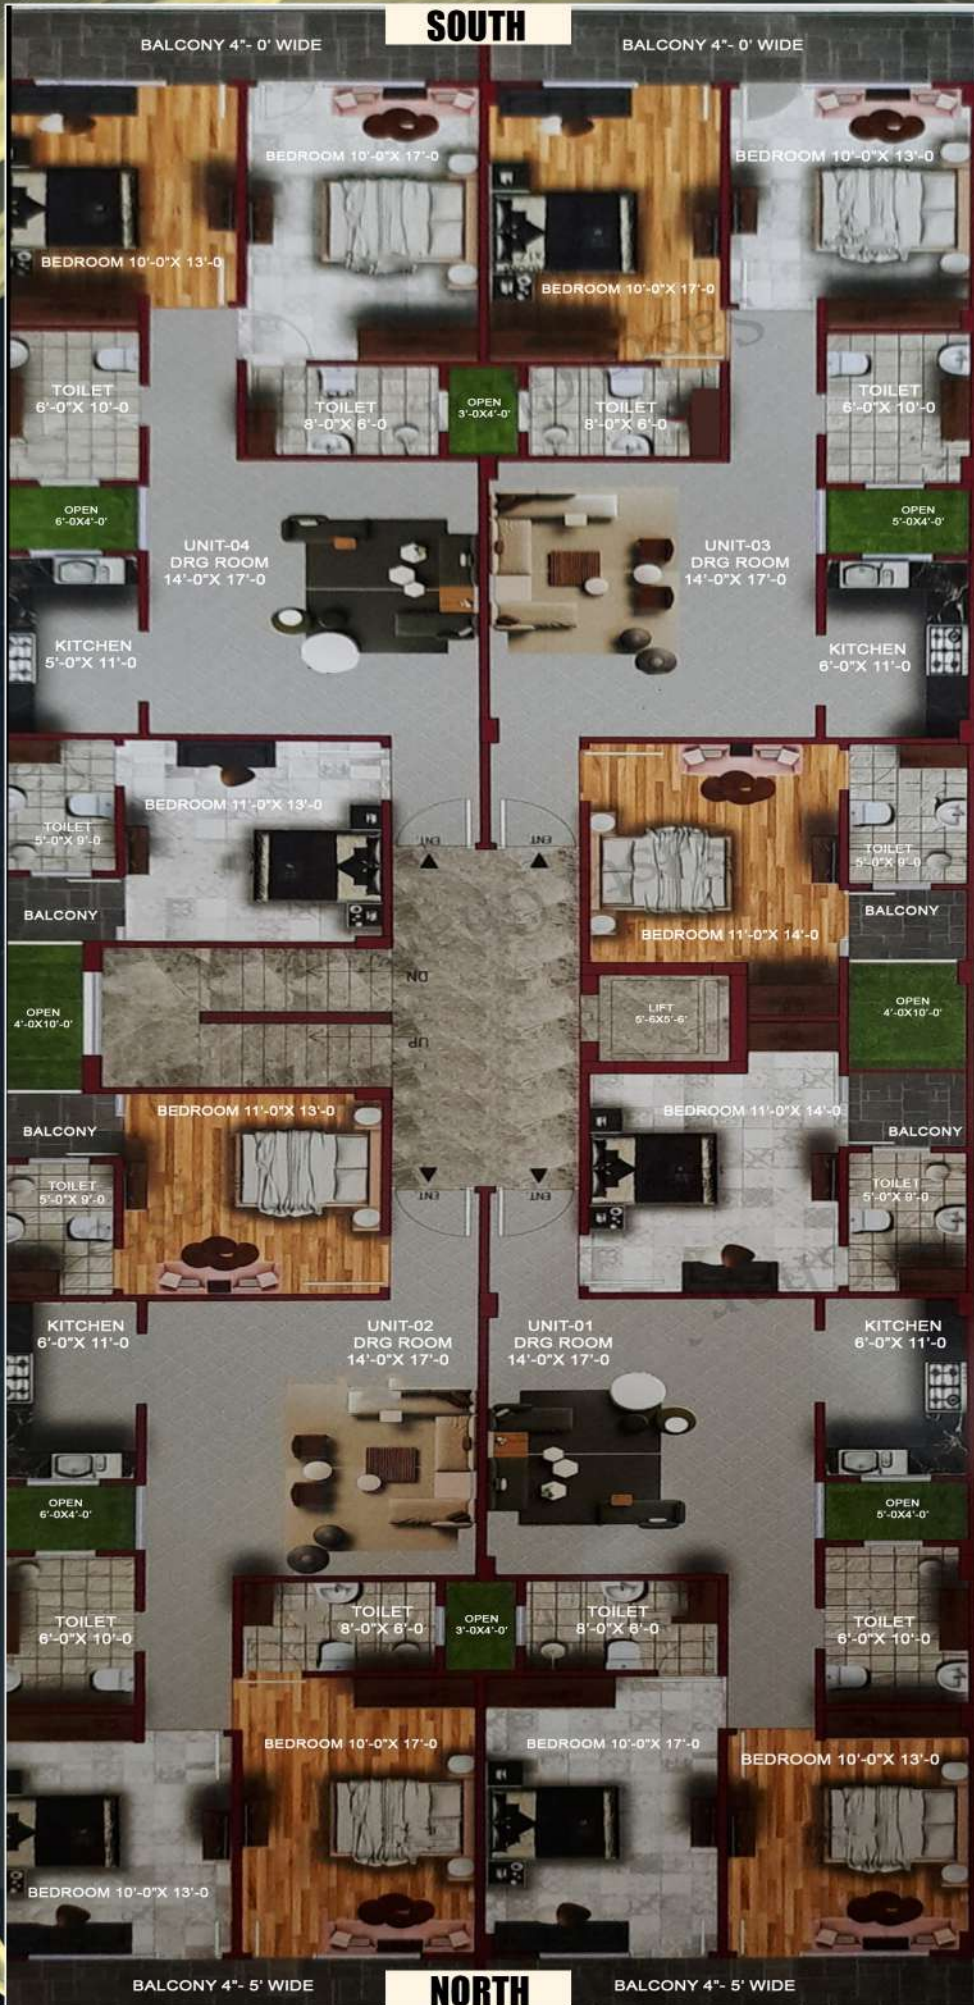 SOUTH
BALCONY 4"- 0' WIDE
BALCONY 4"- 0' WIDE
BEDROOM 10'-0"X 17'-0
BEDROOM 10'-0"X 13'-0
BEDROOM 10'-0"X 13'-0
BEDROOM 10'-0"X 17'-0
TOILET
6'-0"X 10'-0
TOILET
8'-0"X 6'-0
OPEN
3'-0X4'-0'
TOILET
8'-0"X 6'-0
TOILET
6'-0"X 10'-0
OPEN
6'-0X4'-0'
OPEN
5'-0X4'-0'
UNIT-04
DRG ROOM
14'-0"X 17'-0
UNIT-03
DRG ROOM
14'-0"X 17'-0
KITCHEN
5'-0"X 11'-0
KITCHEN
6'-0"X 11'-0
BEDROOM 11'-0"X 13'-0
TOILET
5'-0"X 9'-0
ENT
ENT
TOILET
5'-0"X 9'-0
BALCONY
BALCONY
BEDROOM 11'-0"X 14'-0
DN
OPEN
4'-0X10'-0'
LIFT
5'-6X5'-6'
OPEN
4'-0X10'-0'
UP
BEDROOM 11'-0"X 13'-0
BEDROOM 11'-0"X 14'-0
BALCONY
BALCONY
TOILET
5'-0"X 9'-0
ENT
ENT
TOILET
5'-0"X 9'-0
KITCHEN
6'-0"X 11'-0
UNIT-02
DRG ROOM
14'-0"X 17'-0
UNIT-01
DRG ROOM
14'-0"X 17'-0
KITCHEN
6'-0"X 11'-0
OPEN
6'-0X4'-0'
OPEN
5'-0X4'-0'
TOILET
6'-0"X 10'-0
TOILET
8'-0"X 6'-0
OPEN
3'-0X4'-0'
TOILET
8'-0"X 6'-0
TOILET
6'-0"X 10'-0
BEDROOM 10'-0"X 17'-0
BEDROOM 10'-0"X 17'-0
BEDROOM 10'-0"X 13'-0
BEDROOM 10'-0"X 13'-0
BALCONY 4"- 5' WIDE
BALCONY 4"- 5' WIDE
NORTH